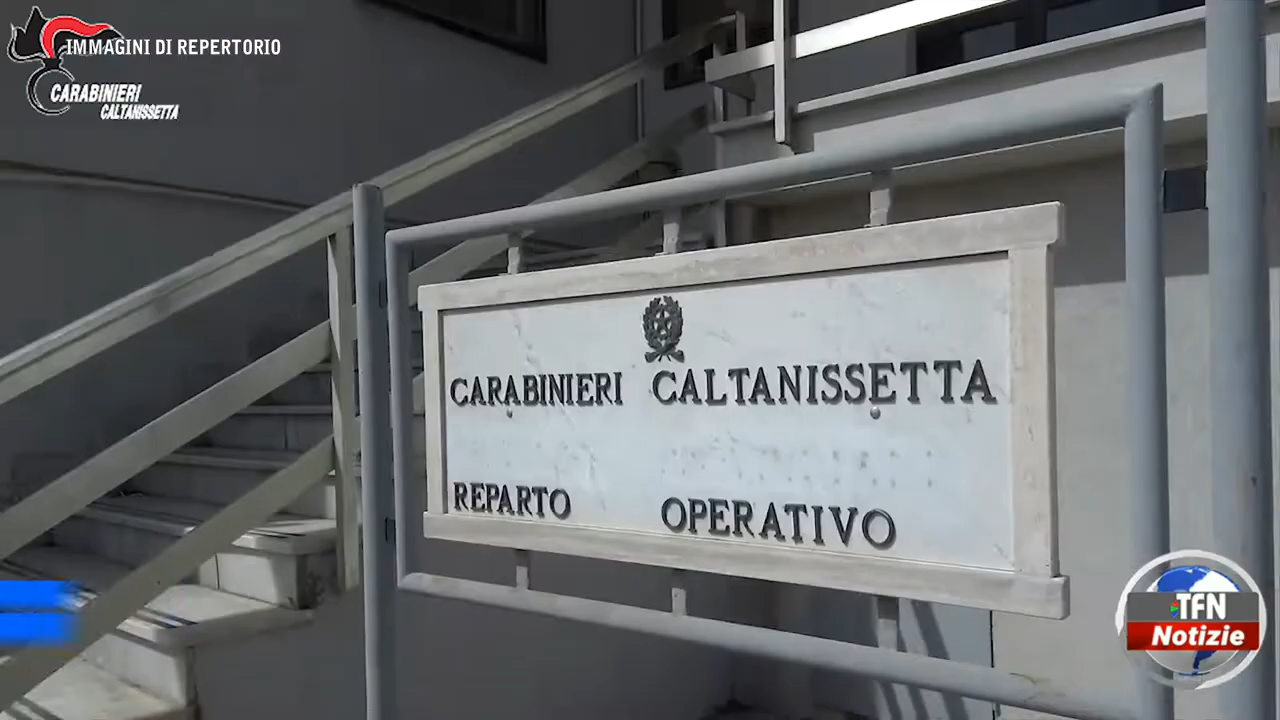 IMMAGINI DI REPERTORIO
CARABINIERI
CALTANISSETTA
CARABINIERI CALTANISSETTA
REPARTO OPERATIVO
TFN
Notizie